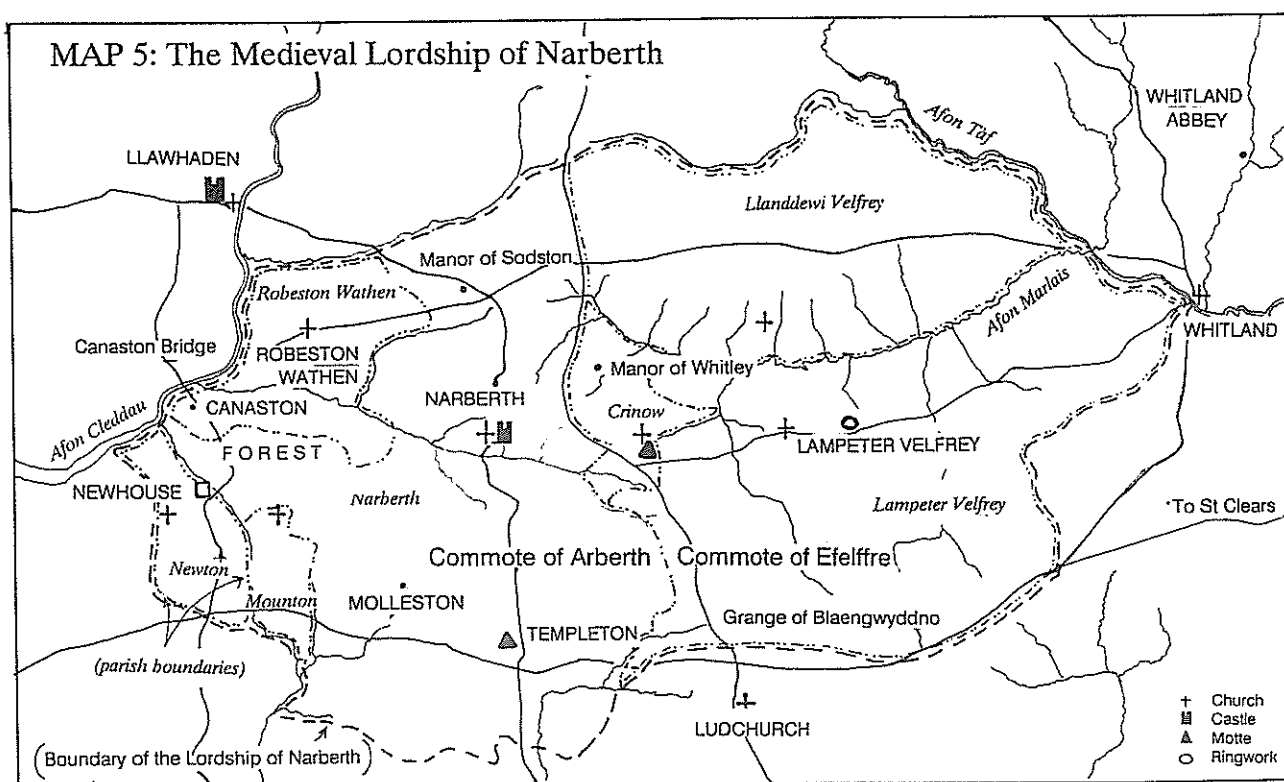 MAP 5: The Medieval Lordship of Narberth
WHITLAND
ABBEY
Afon Taf
LLAWHADEN
Llanddewi Velfrey
Manor of Sodston
Robeston Wathen
Afon Marlais
Canaston Bridge
ROBESTON
WATHEN
WHITLAND
Manor of Whitley
NARBERTH
Afon Cleddau
CANASTON
Crinow
FOREST
LAMPETER VELFREY
NEWHOUSE
Narberth
Lampeter Velfrey
To St Clears
Commote of Arberth
Commote of Efelffre
Newton
Mounton
MOLLESTON
Grange of Blaengwyddno
TEMPLETON
(parish boundaries)
LUDCHURCH
(Boundary of the Lordship of Narberth)
Church
Castle
Motte
Ringwork